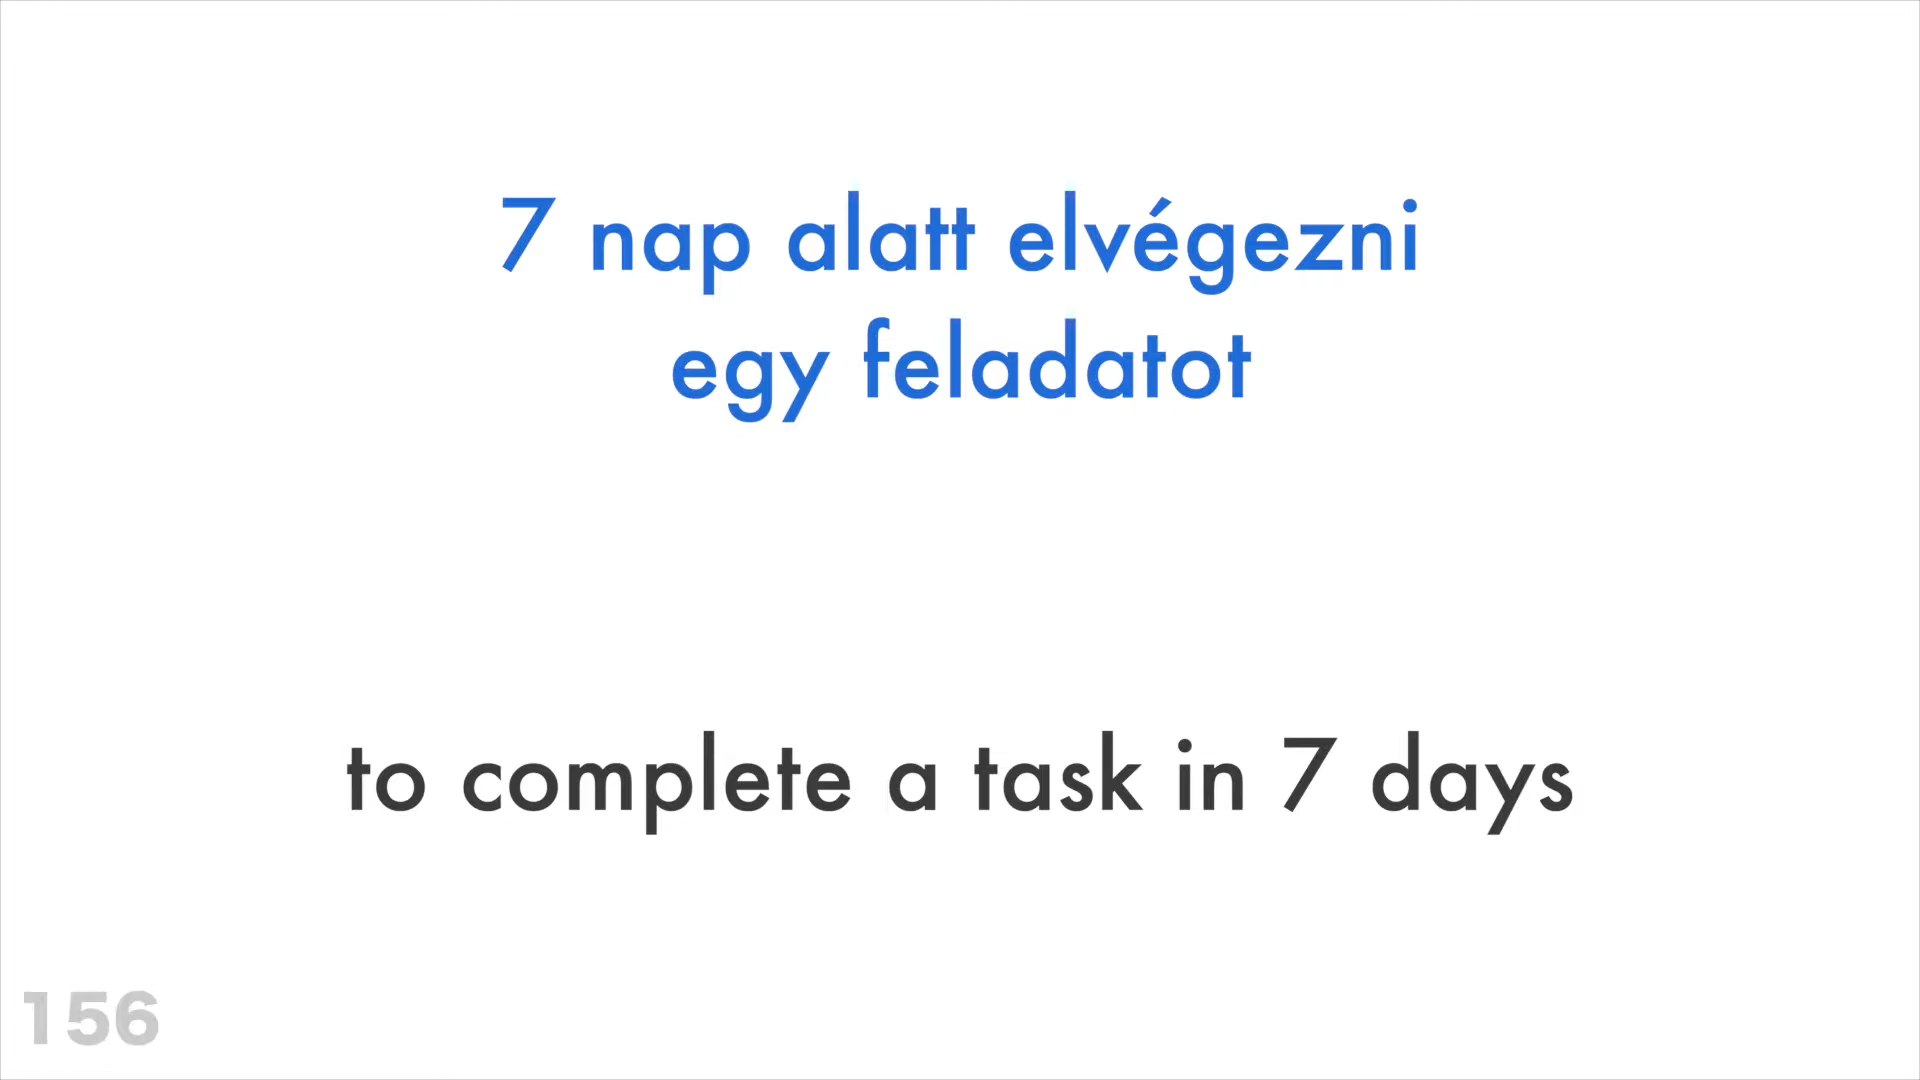 7 nap alatt elvégezni
egy feladatot
to complete a task in 7 days
156